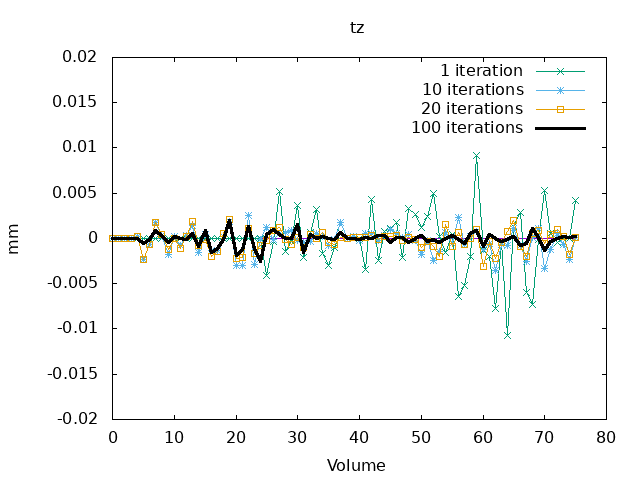 tz
0.02
0.015
0.01
0.005
0
-0.005
-0.01
-0.015
-0.02
mm
1 iteration
10 iterations
20 iterations
100 iterations
0 10 20 30 40 50 60 70 80
Volume